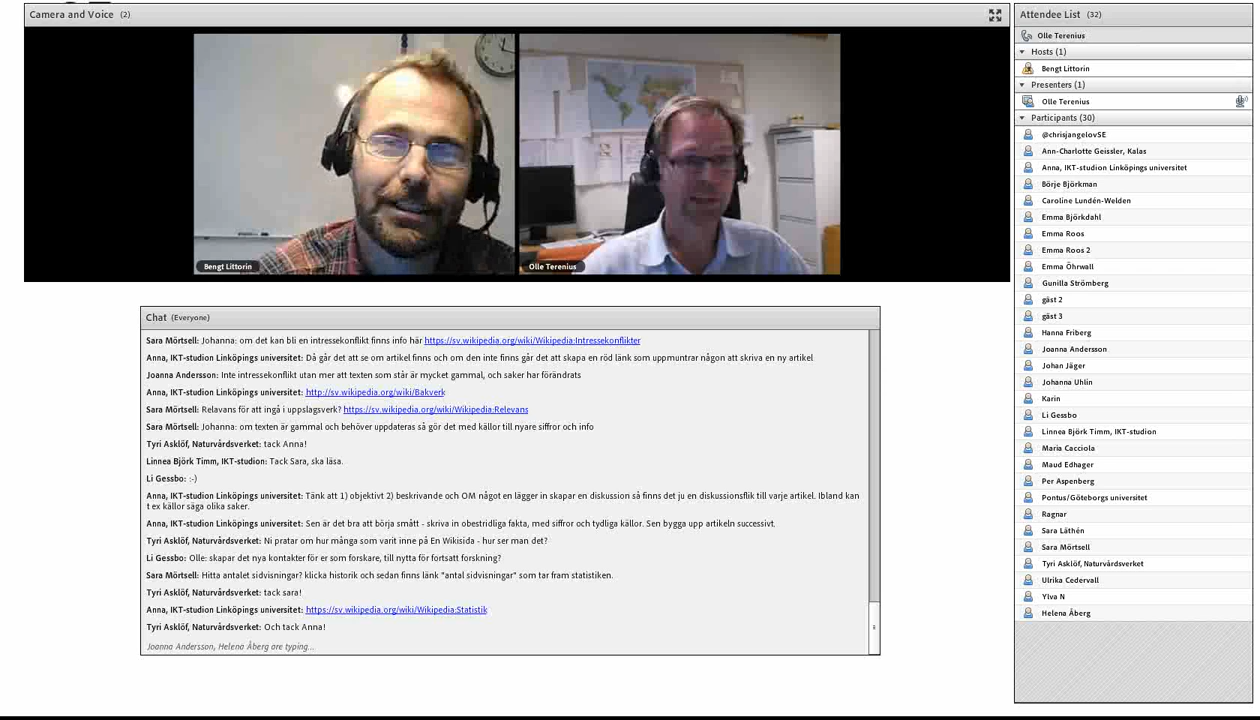 Camera and Voice (2)
Bengt Littorin
Olle Terenius
Chat (Everyone)
Sara Mörtsell: Johanna: om det kan bli en intressekonflikt finns info här https://sv.wikipedia.org/wiki/Wikipedia:Intressekonflikter
Anna, IKT-studion Linköpings universitet: Då går det att se om artikel finns och om den inte finns går det att skapa en röd länk som uppmuntrar någon att skriva en ny artikel
Joanna Andersson: Inte intressekonflikt utan mer att texten som står är mycket gammal, och saker har förändrats
Anna, IKT-studion Linköpings universitet: http://sv.wikipedia.org/wiki/Bakverk
Sara Mörtsell: Relavans för att ingå i uppslagsverk? https://sv.wikipedia.org/wiki/Wikipedia:Relevans
Sara Mörtsell: Johanna: om texten är gammal och behöver uppdateras så gör det med källor till nyare siffror och info
Tyri Asklöf, Naturvårdsverket: tack Anna!
Linnea Björk Timm, IKT-studion: Tack Sara, ska läsa.
Li Gessbo: :-)
Anna, IKT-studion Linköpings universitet: Tänk att 1) objektivt 2) beskrivande och OM något en lägger in skapar en diskussion så finns det ju en diskussionsflik till varje artikel. Ibland kan
t ex källor säga olika saker.
Anna, IKT-studion Linköpings universitet: Sen är det bra att börja smått - skriva in obestridliga fakta, med siffror och tydliga källor. Sen bygga upp artikeln successivt.
Tyri Asklöf, Naturvårdsverket: Ni pratar om hur många som varit inne på En Wikisida - hur ser man det?
Li Gessbo: Olle: skapar det nya kontakter för er som forskare, till nytta för fortsatt forskning?
Sara Mörtsell: Hitta antalet sidvisningar? klicka historik och sedan finns länk "antal sidvisningar" som tar fram statistiken.
Tyri Asklöf, Naturvårdsverket: tack sara!
Anna, IKT-studion Linköpings universitet: https://sv.wikipedia.org/wiki/Wikipedia:Statistik
Tyri Asklöf, Naturvårdsverket: Och tack Anna!
Joanna Andersson, Helena Åberg are typing...
Attendee List (32)
Olle Terenius
Hosts (1)
Bengt Littorin
Presenters (1)
Olle Terenius
Participants (30)
@chrisjangelovSE
Ann-Charlotte Geissler, Kalas
Anna, IKT-studion Linköpings universitet
Börje Björkman
Caroline Lundén-Welden
Emma Björkdahl
Emma Roos
Emma Roos 2
Emma Öhrwall
Gunilla Strömberg
gäst 2
gäst 3
Hanna Friberg
Joanna Andersson
Johan Jäger
Johanna Uhlin
Karin
Li Gessbo
Linnea Björk Timm, IKT-studion
Maria Cacciola
Maud Edhager
Per Aspenberg
Pontus/Göteborgs universitet
Ragnar
Sara Låthén
Sara Mörtsell
Tyri Asklöf, Naturvårdsverket
Ulrika Cedervall
Ylva N
Helena Åberg